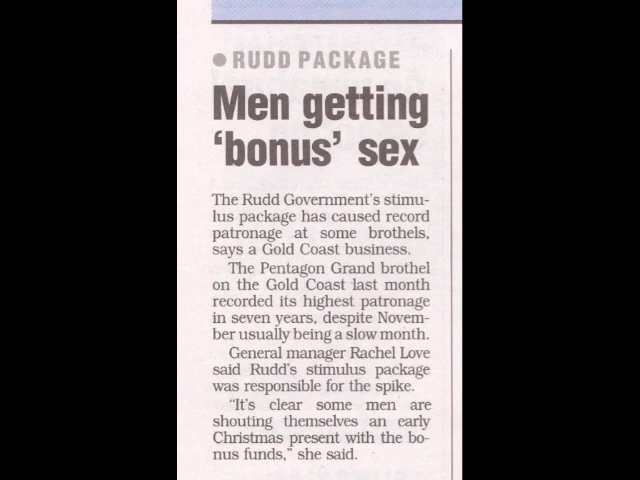 ● RUDD PACKAGE
Men getting
‘bonus’ sex
The Rudd Government's stimu-
lus package has caused record
patronage at some brothels,
says a Gold Coast business.
The Pentagon Grand brothel
on the Gold Coast last month
recorded its highest patronage
in seven years, despite Novem-
ber usually being a slow month.
General manager Rachel Love
said Rudd's stimulus package
was responsible for the spike.
“It's clear some men are
shouting themselves an early
Christmas present with the bo-
nus funds,” she said.